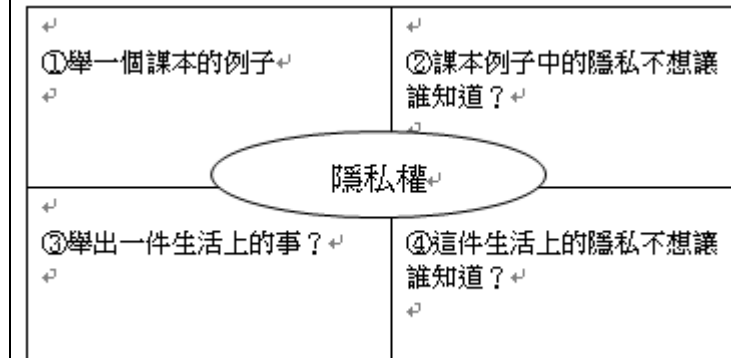 ①舉一個課本的例子
②課本例子中的隱私不想讓
誰知道？
隱私權
③舉出一件生活上的事？
④這件生活上的隱私不想讓
誰知道？